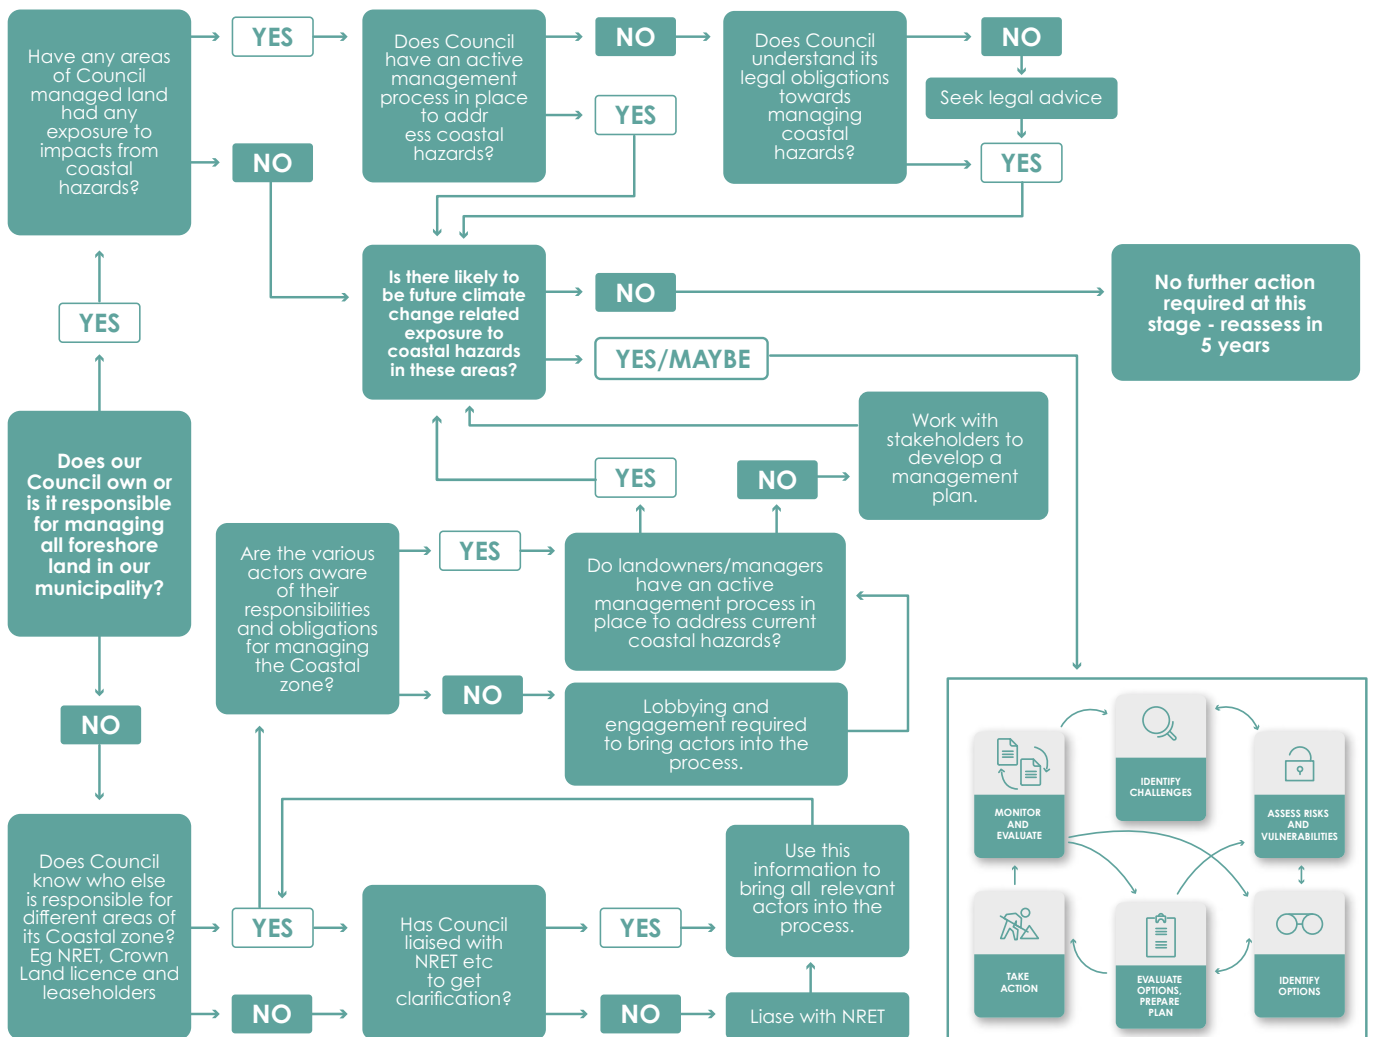 Have any areas
of Council
managed land
had any
exposure to
impacts from
coastal
hazards?
YES
NO
Does Council
have an active
management
process in place
to addr
ess coastal
hazards?
NO
YES
Does Council
understand its
legal obligations
towards
managing
coastal
hazards?
NO
Seek legal advice
YES
YES
Is there likely to
be future climate
change related
exposure to
coastal hazards
in these areas?
NO
YES/MAYBE
No further action
required at this
stage - reassess in
5 years
Does our
Council own or
is it responsible
for managing
all foreshore
land in our
municipality?
Work with
stakeholders to
develop a
management
plan.
YES
NO
Are the various
actors aware
of their
responsibilities
and obligations
for managing
the Coastal
zone?
YES
NO
Do landowners/managers
have an active
management process in
place to address current
coastal hazards?
Lobbying and
engagement required
to bring actors into the
process.
NO
Does Council
know who else
is responsible for
different areas of
its Coastal zone?
Eg NRET, Crown
Land licence and
leaseholders
YES
NO
Has Council
liaised with
NRET etc
to get
clarification?
YES
NO
Use this
information to
bring all relevant
actors into the
process.
Liase with NRET
IDENTIFY
CHALLENGES
MONITOR
AND
EVALUATE
ASSESS RISKS
AND
VULNERABILITIES
TAKE
ACTION
EVALUATE
OPTIONS,
PREPARE
PLAN
IDENTIFY
OPTIONS